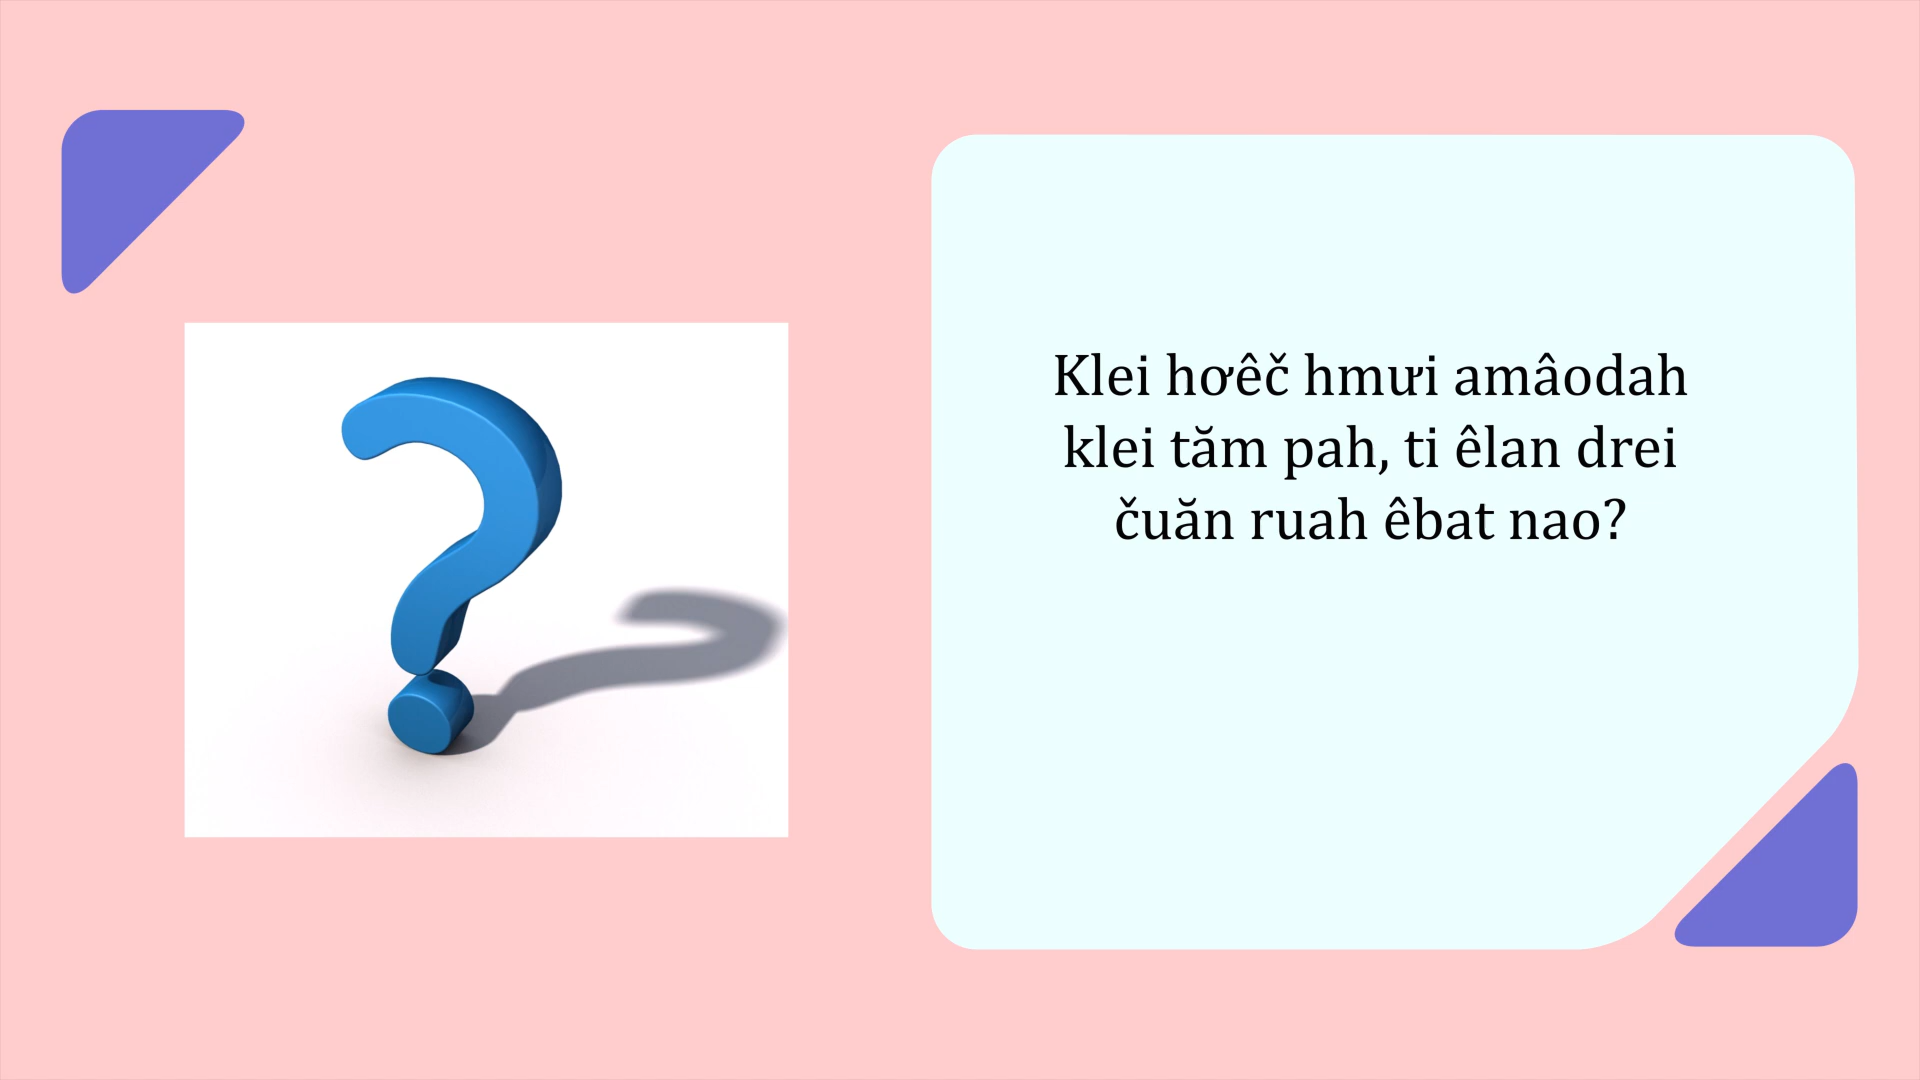 Klei hơêč hmưi amâodah
klei tăm pah, ti êlan drei
čuăn ruah êbat nao?